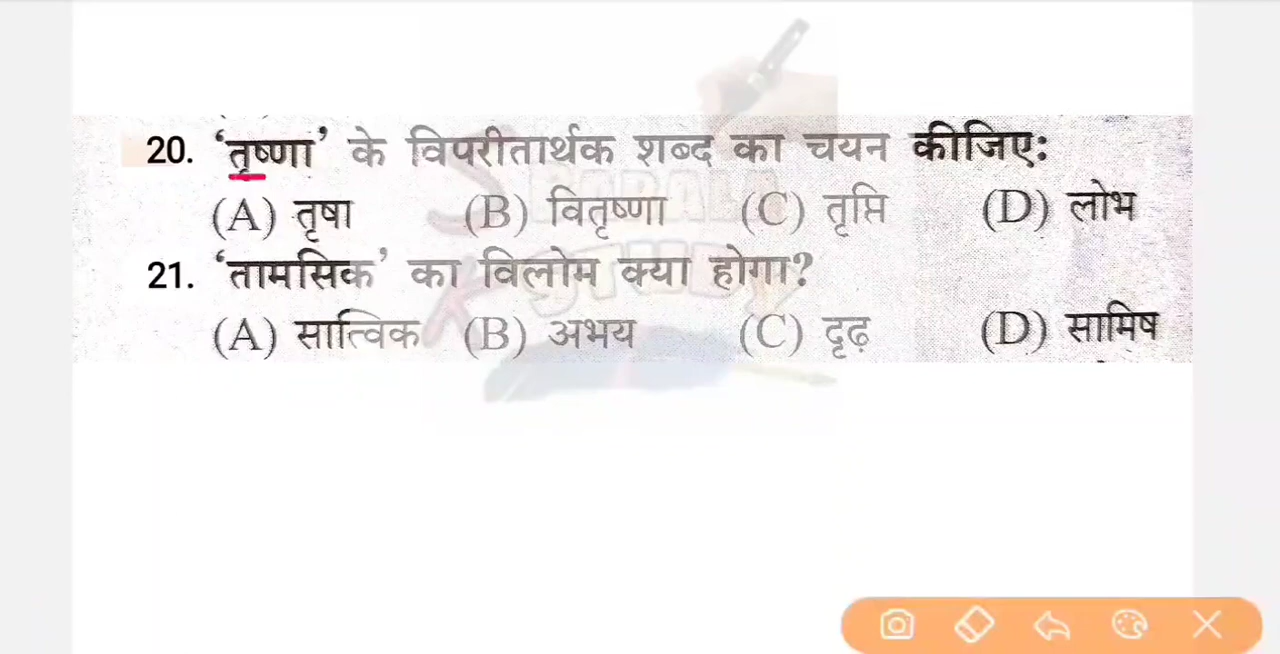 20. 'तृष्णा' के विपरीतार्थक शब्द का चयन कीजिए:
(A) तृषा (B) वितृष्णा (C) तृप्ति (D) लोभ
21. 'तामसिक' का विलोम क्या होगा?
(A) सात्विक (B) अभय (C) दृढ़ (D) सामिष